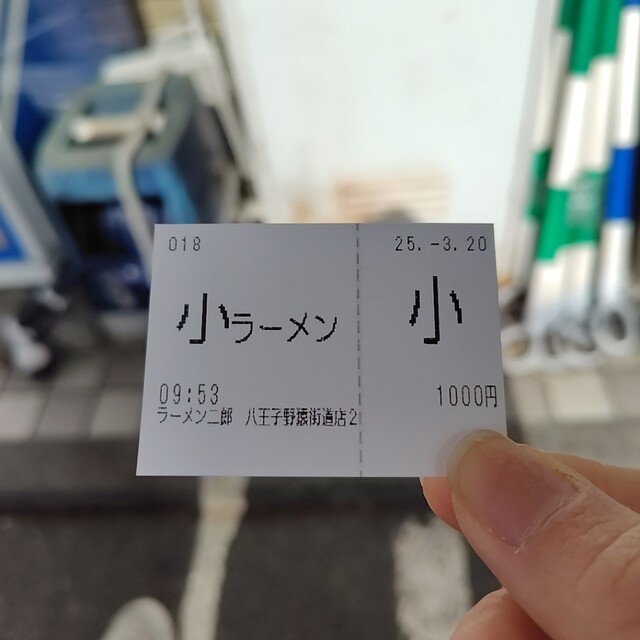 018
25.-3.20
小ラーメン
小
09:53
1000円
ラーメン二郎 八王子野猿街道店2